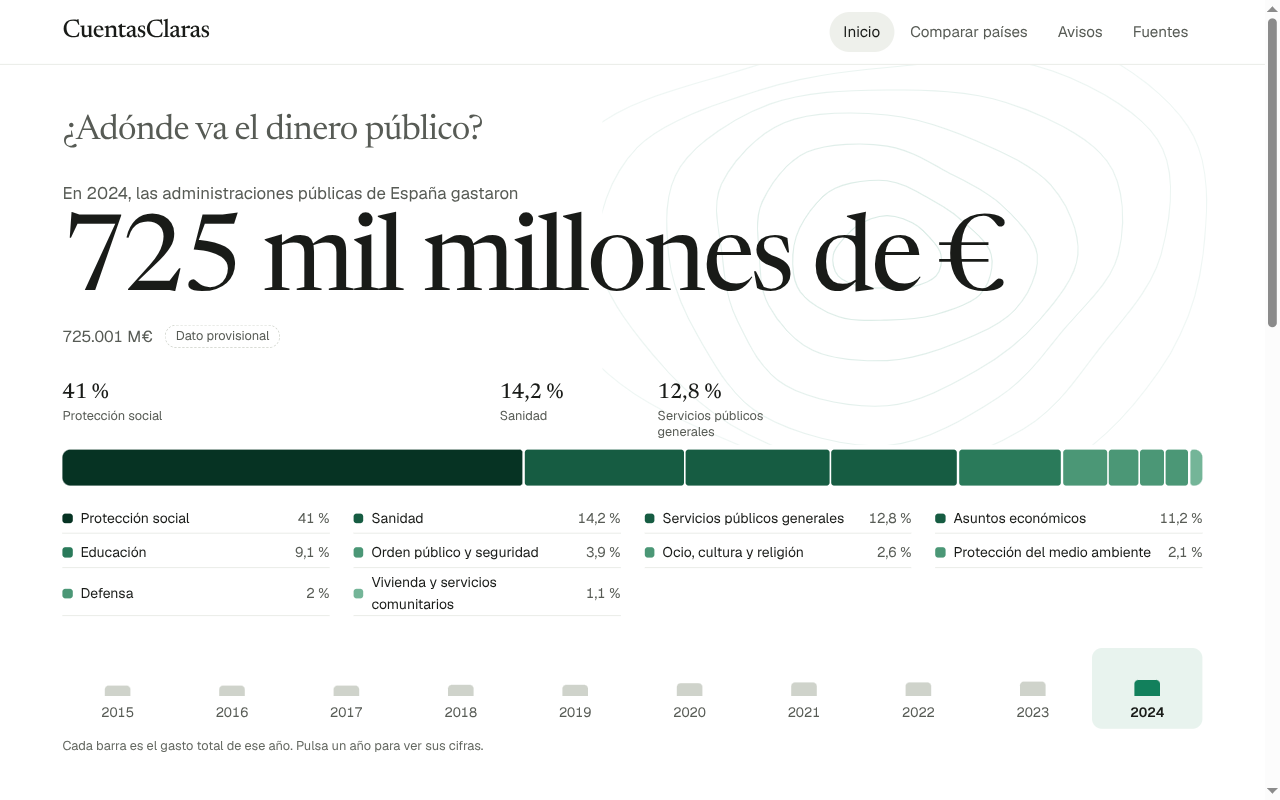 CuentasClaras
Inicio
Comparar países
Avisos
Fuentes
¿Adónde va el dinero público?
En 2024, las administraciones públicas de España gastaron
725 mil millones de €
725.001 M€
Dato provisional
41 %
Protección social
14,2 %
Sanidad
12,8 %
Servicios públicos
generales
Protección social 41 %
Sanidad 14,2 %
Servicios públicos generales 12,8 %
Asuntos económicos 11,2 %
Educación 9,1 %
Orden público y seguridad 3,9 %
Ocio, cultura y religión 2,6 %
Protección del medio ambiente 2,1 %
Defensa 2 %
Vivienda y servicios
comunitarios 1,1 %
2015 2016 2017 2018 2019 2020 2021 2022 2023 2024
Cada barra es el gasto total de ese año. Pulsa un año para ver sus cifras.